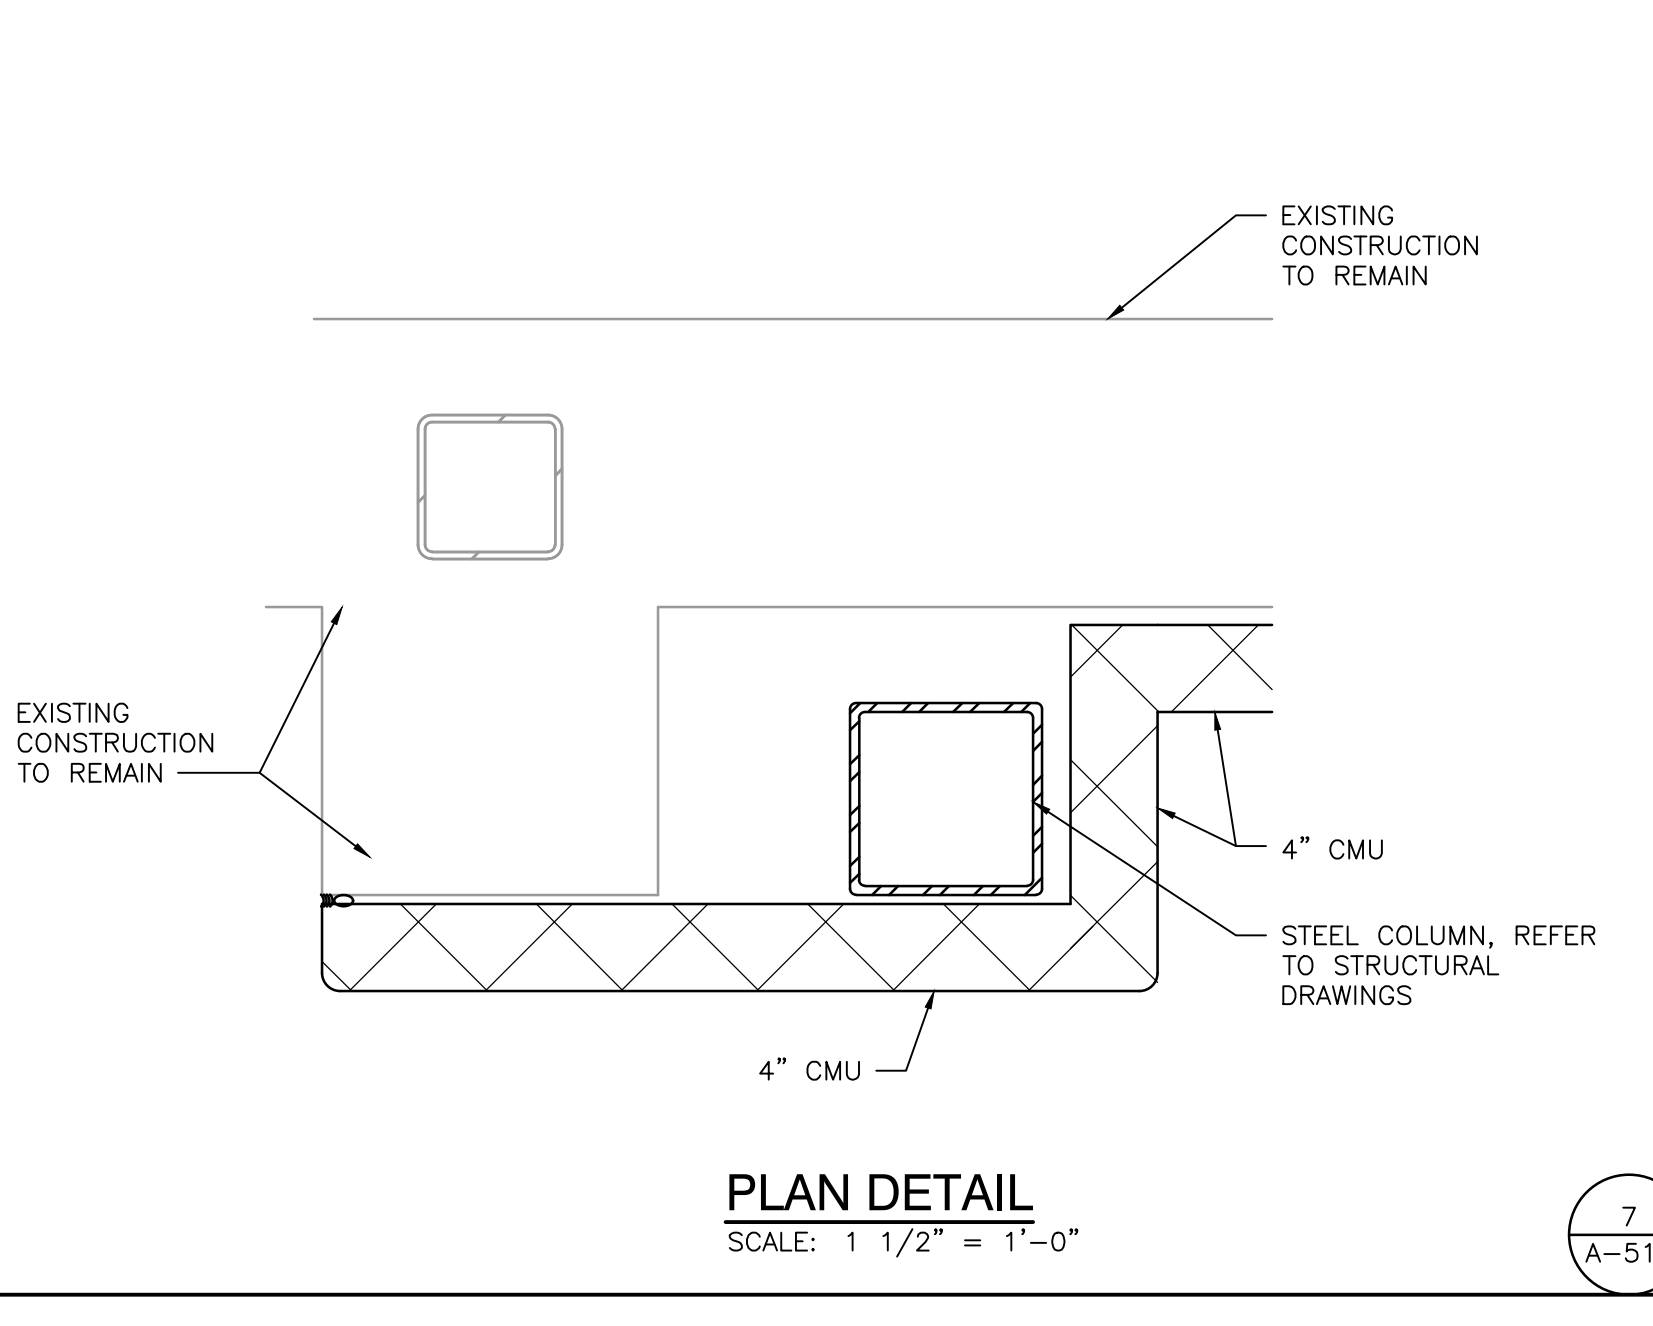 EXISTING
CONSTRUCTION
TO REMAIN
EXISTING
CONSTRUCTION
TO REMAIN
4” CMU
STEEL COLUMN, REFER
TO STRUCTURAL
DRAWINGS
4” CMU
PLAN DETAIL
SCALE: 1 1/2” = 1’-0”
7
A-51